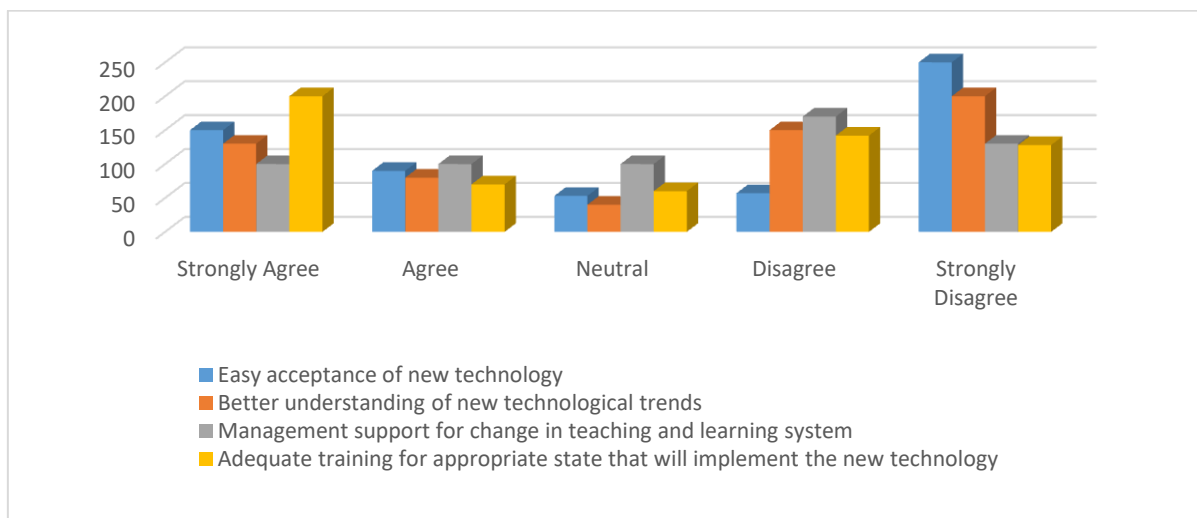 250
200
150
100
50
0
Strongly Agree
Agree
Neutral
Disagree
Strongly
Disagree
Easy acceptance of new technology
Better understanding of new technological trends
Management support for change in teaching and learning system
Adequate training for appropriate state that will implement the new technology